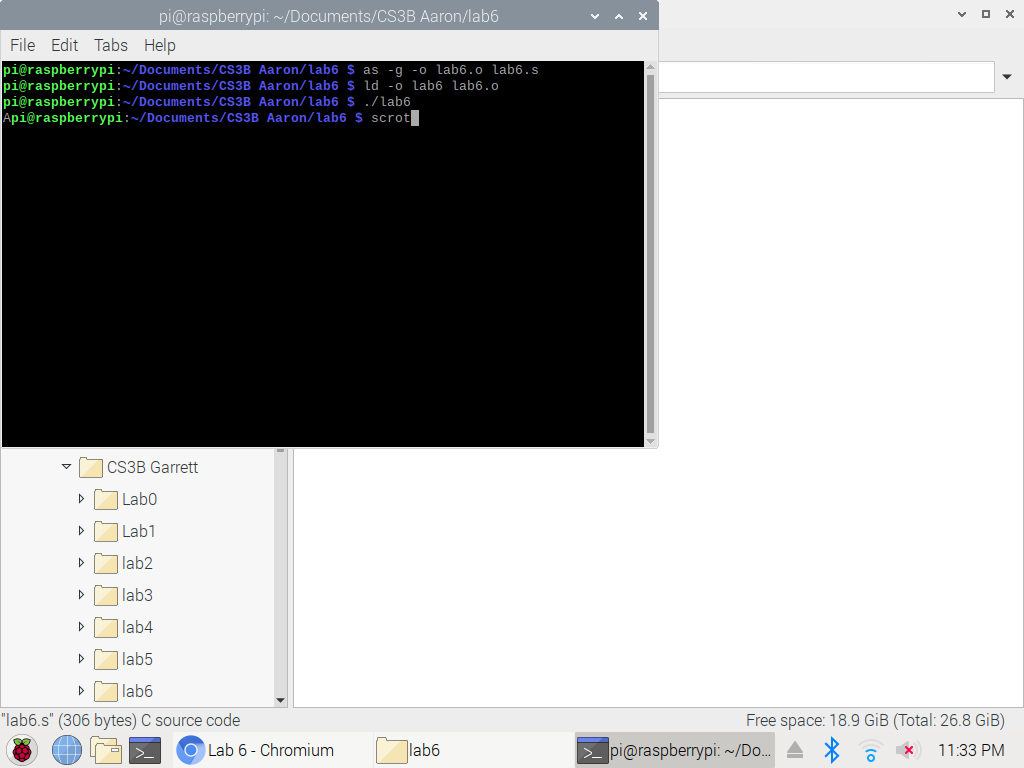 pi@raspberrypi: ~/Documents/CS3B Aaron/lab6
File Edit Tabs Help
pi@raspberrypi:~/Documents/CS3B Aaron/lab6 $ as -g -o lab6.o lab6.s
pi@raspberrypi:~/Documents/CS3B Aaron/lab6 $ ld -o lab6 lab6.o
pi@raspberrypi:~/Documents/CS3B Aaron/lab6 $ ./lab6
Api@raspberrypi:~/Documents/CS3B Aaron/lab6 $ scrot
CS3B Garrett
Lab0
Lab1
lab2
lab3
lab4
lab5
lab6
"lab6.s" (306 bytes) C source code
Free space: 18.9 GiB (Total: 26.8 GiB)
Lab 6 - Chromium
lab6
pi@raspberrypi: ~/Do...
11:33 PM